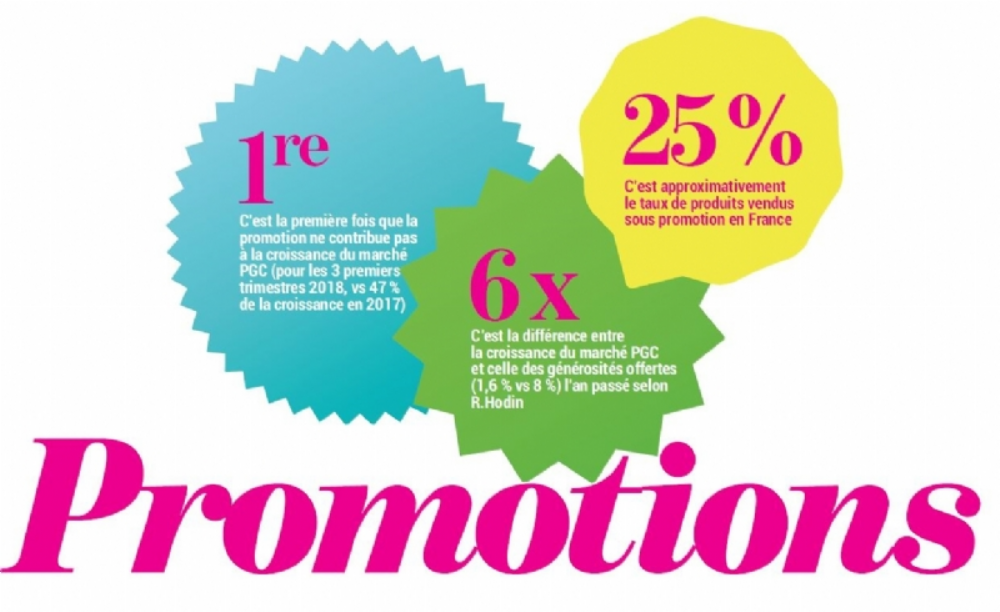 1re
C'est la première fois que la
promotion ne contribue pas
à la croissance du marché
PGC (pour les 3 premiers
trimestres 2018, vs 47 %
de la croissance en 2017)
6 x
C'est la différence entre
la croissance du marché PGC
et celle des générosités offertes
(1,6 % vs 8 %) l'an passé selon
R.Hodin
25 %
C'est approximativement
le taux de produits vendus
sous promotion en France
Promotions